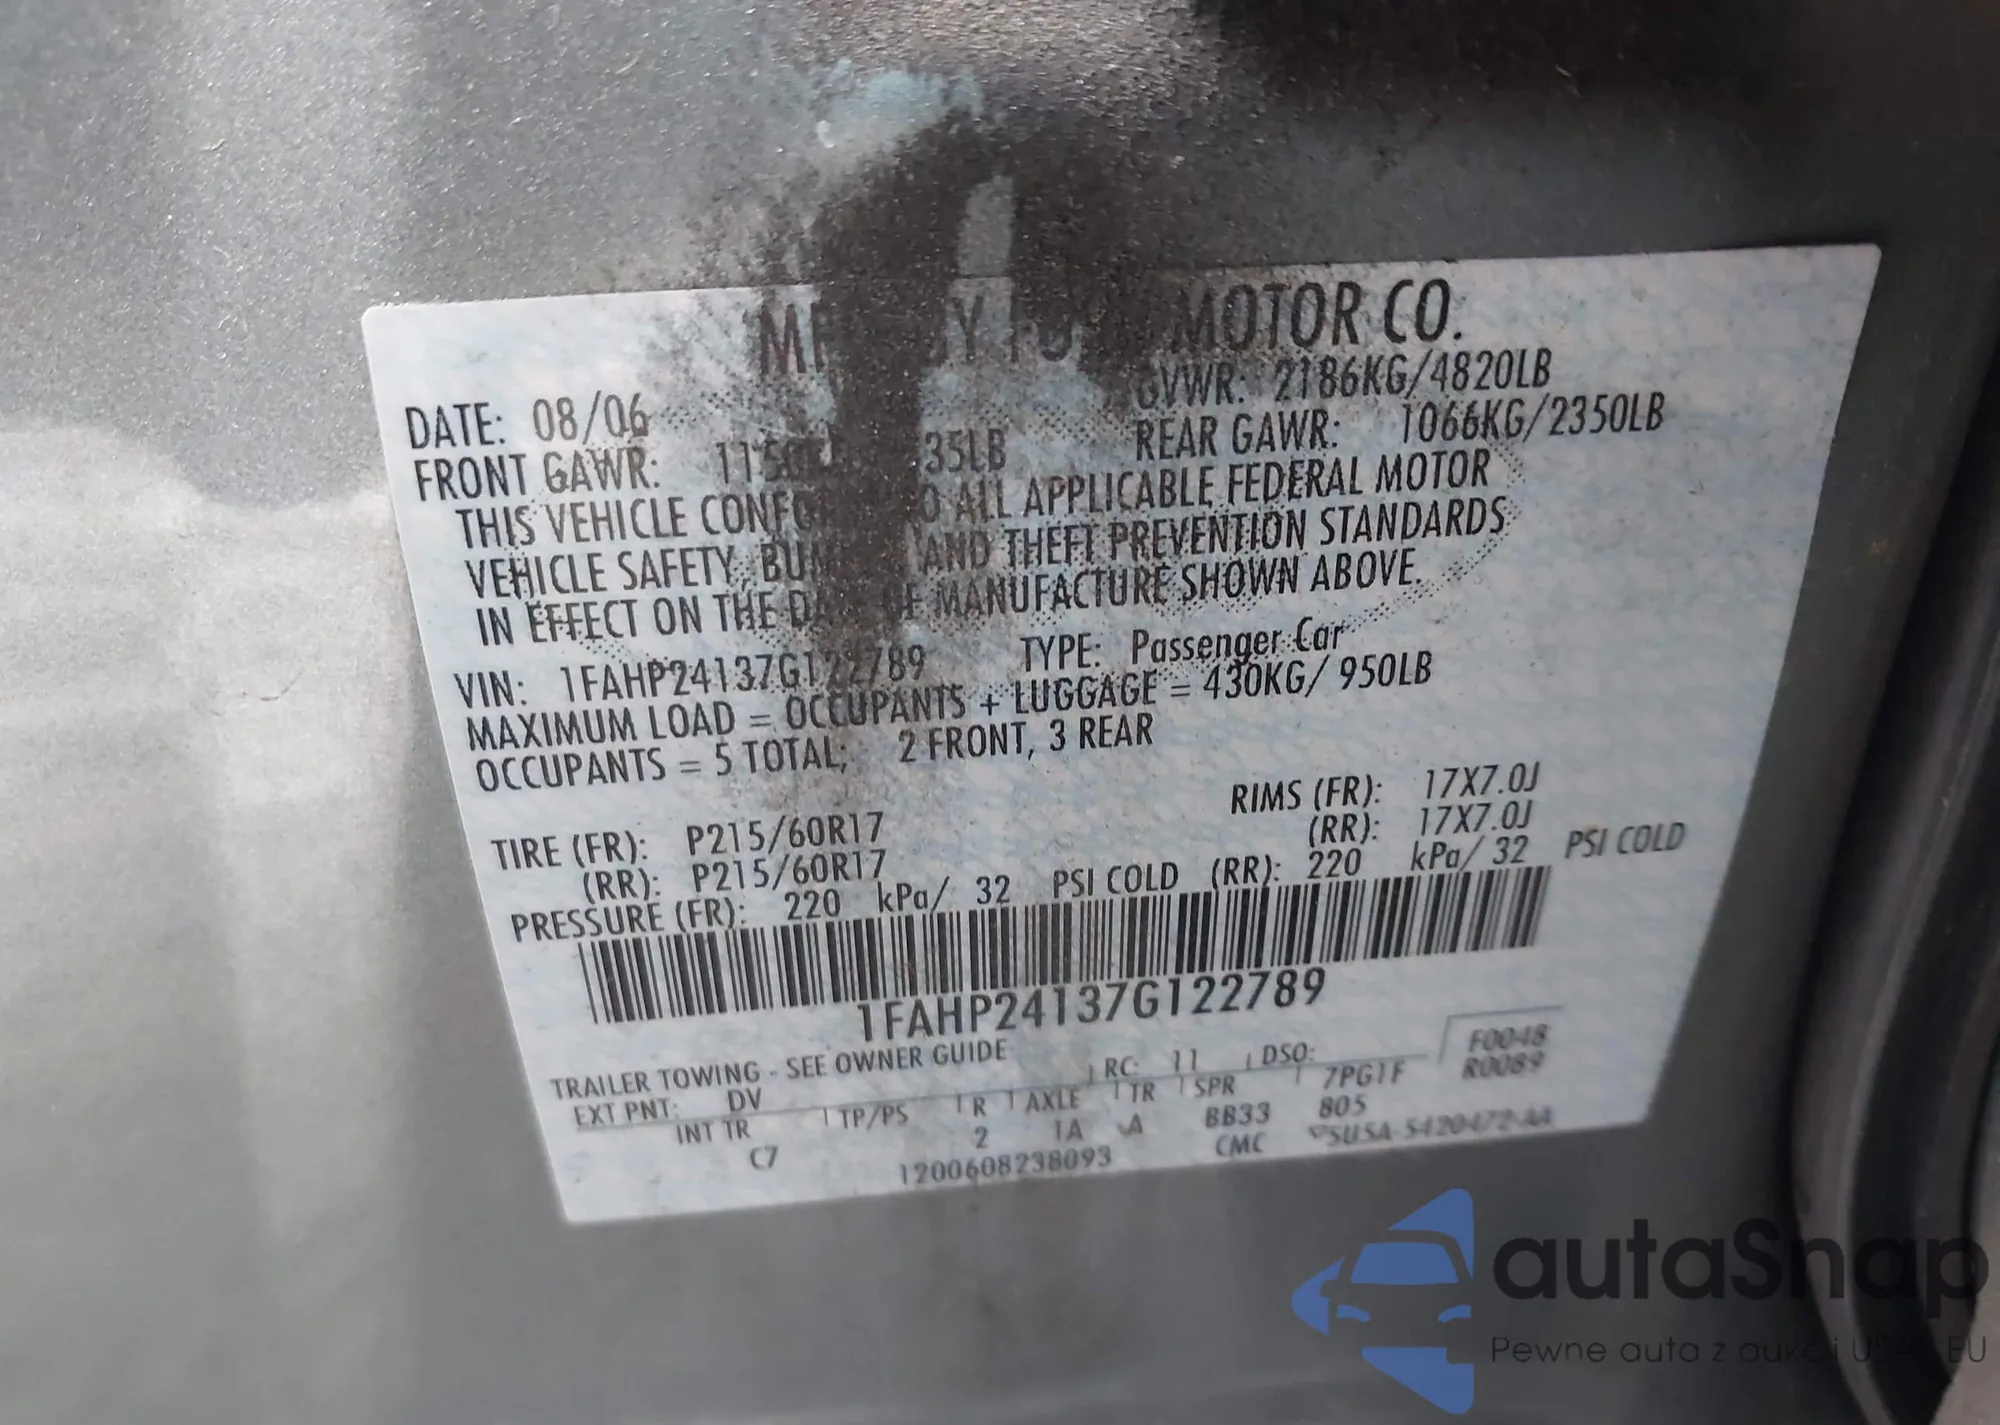 MOTOR CO.
DATE: 08/06 GVWR: 2186KG/4820LB
FRONT GAWR: 35LB REAR GAWR: 1066KG/2350LB
THIS VEHICLE ALL APPLICABLE FEDERAL MOTOR
VEHICLE SAFETY, AND THEFT PREVENTION STANDARDS
IN EFFECT ON THE MANUFACTURE SHOWN ABOVE.
VIN: 1FAHP24137G122789 TYPE: Passenger Car
MAXIMUM LOAD = OCCUPANTS + LUGGAGE = 430KG/ 950LB
OCCUPANTS = 5 TOTAL; 2 FRONT, 3 REAR
TIRE (FR): P215/60R17 RIMS (FR): 17X7.0J
(RR): P215/60R17 (RR): 17X7.0J
PRESSURE (FR): 220 kPa/ 32 PSI COLD (RR): 220 kPa/ 32 PSI COLD
1FAHP24137G122789
TRAILER TOWING - SEE OWNER GUIDE RC: 11 DSO: F0048
EXT PNT: DV R0089
INT TR TP/PS R AXLE TR SPR 7PG1F
C7 2 1A A BB33 805
1200608238093 CMC
autaSnap
Pewne auta z aukcji